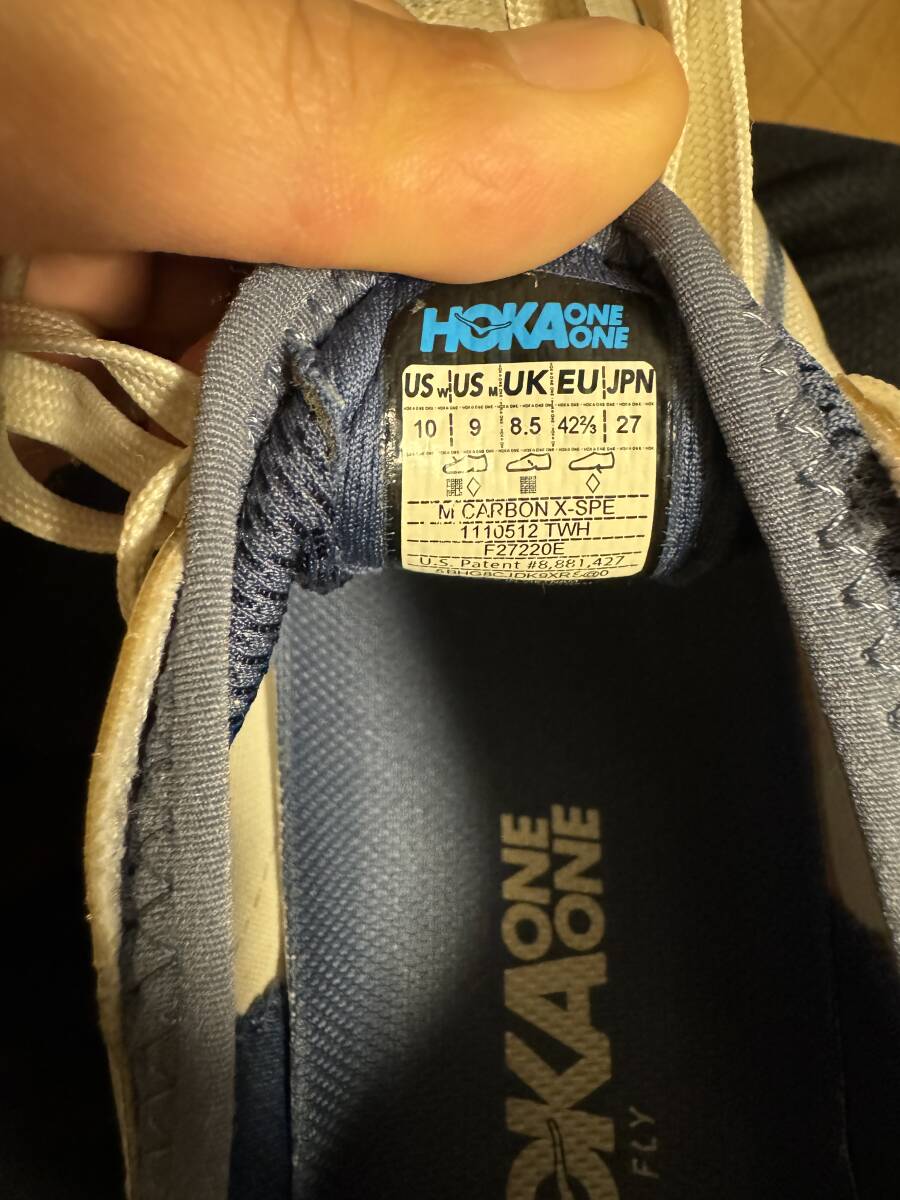 HOKA ONE ONE
US W US M UK EU JPN
10 9 8.5 42⅔ 27
M CARBON X-SPE
1110512 TWH
F27220E
U.S. Patent #8,881,427
HOKA ONE ONE
FLY